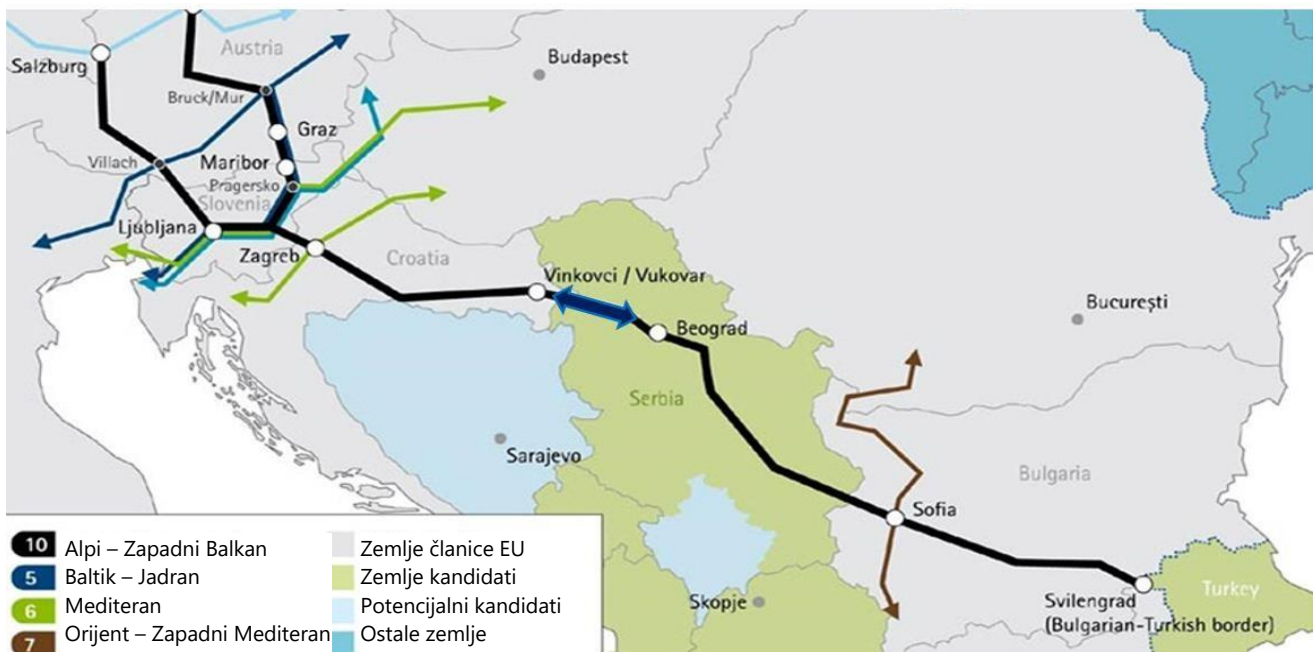 Austria
Salzburg
Budapest
Bruck/Mur
Graz
Villach
Maribor
Pragersko
Slovenia
Ljubljana
Zagreb
Croatia
Vinkovci / Vukovar
Beograd
București
Serbia
Sarajevo
Bulgaria
Sofia
Skopje
Svilengrad
(Bulgarian-Turkish border)
Turkey
10 Alpi – Zapadni Balkan
5 Baltik – Jadran
6 Mediteran
7 Orijent – Zapadni Mediteran
Zemlje članice EU
Zemlje kandidati
Potencijalni kandidati
Ostale zemlje